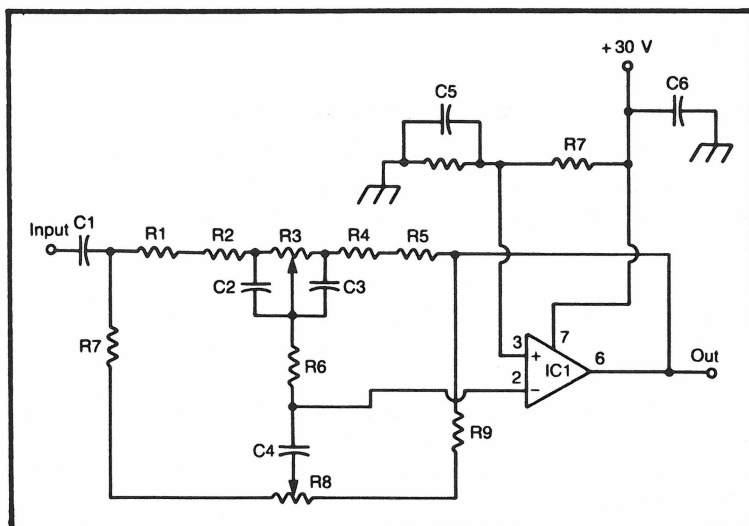 +30 V
C5
C6
R7
Input
C1
R1
R2
R3
R4
R5
C2
C3
R7
R6
3
7
+
IC1
6
Out
2
−
C4
R9
R8